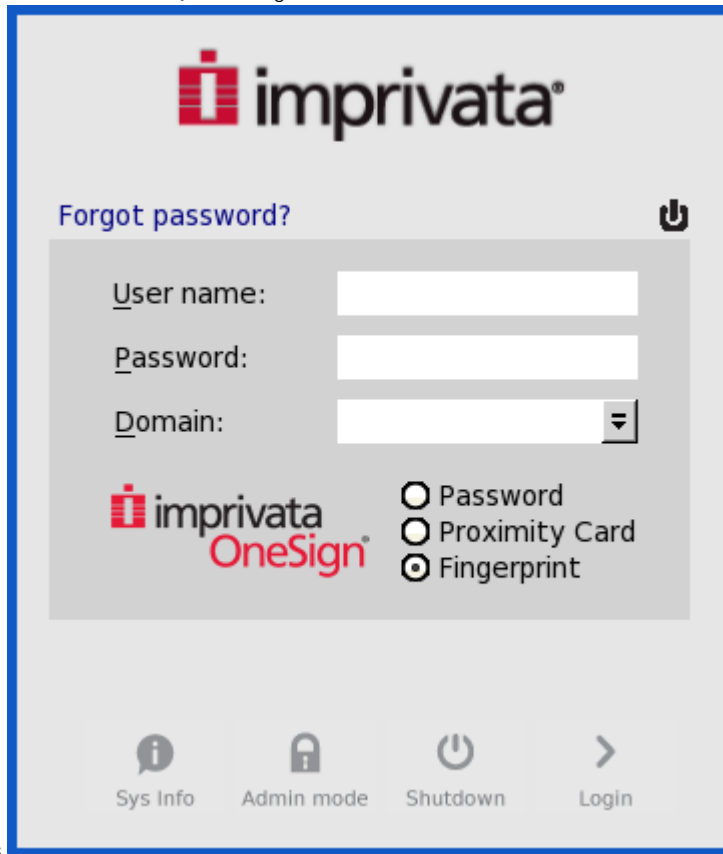 imprivata®
Forgot password?
User name:
Password:
Domain:
imprivata
OneSign®
Password
Proximity Card
Fingerprint
Sys Info
Admin mode
Shutdown
Login